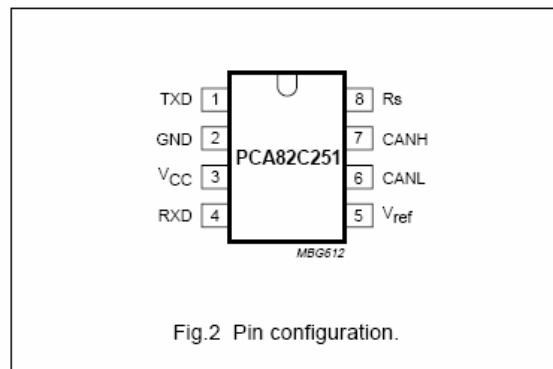 TXD 1 8 Rs
GND 2 7 CANH
PCA82C251
VCC 3 6 CANL
RXD 4 5 Vref
MBG612
Fig.2 Pin configuration.